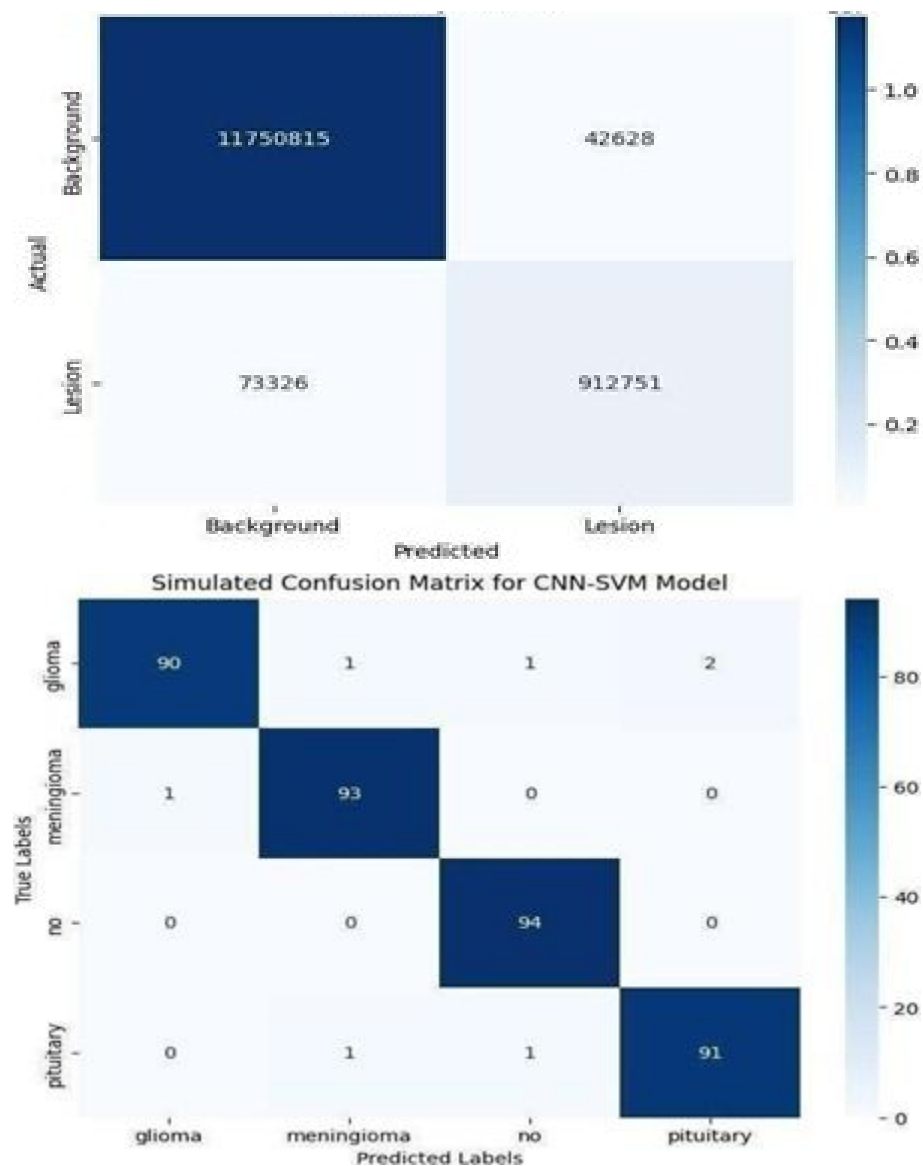 Background
11750815
42628
Actual
Lesion
73326
912751
Background
Lesion
Predicted
1.0
0.8
0.6
0.4
0.2
Simulated Confusion Matrix for CNN-SVM Model
glioma
90
1
1
2
meningioma
1
93
0
0
True Labels
no
0
0
94
0
pituitary
0
1
1
91
glioma
meningioma
no
pituitary
Predicted Labels
80
60
40
20
0